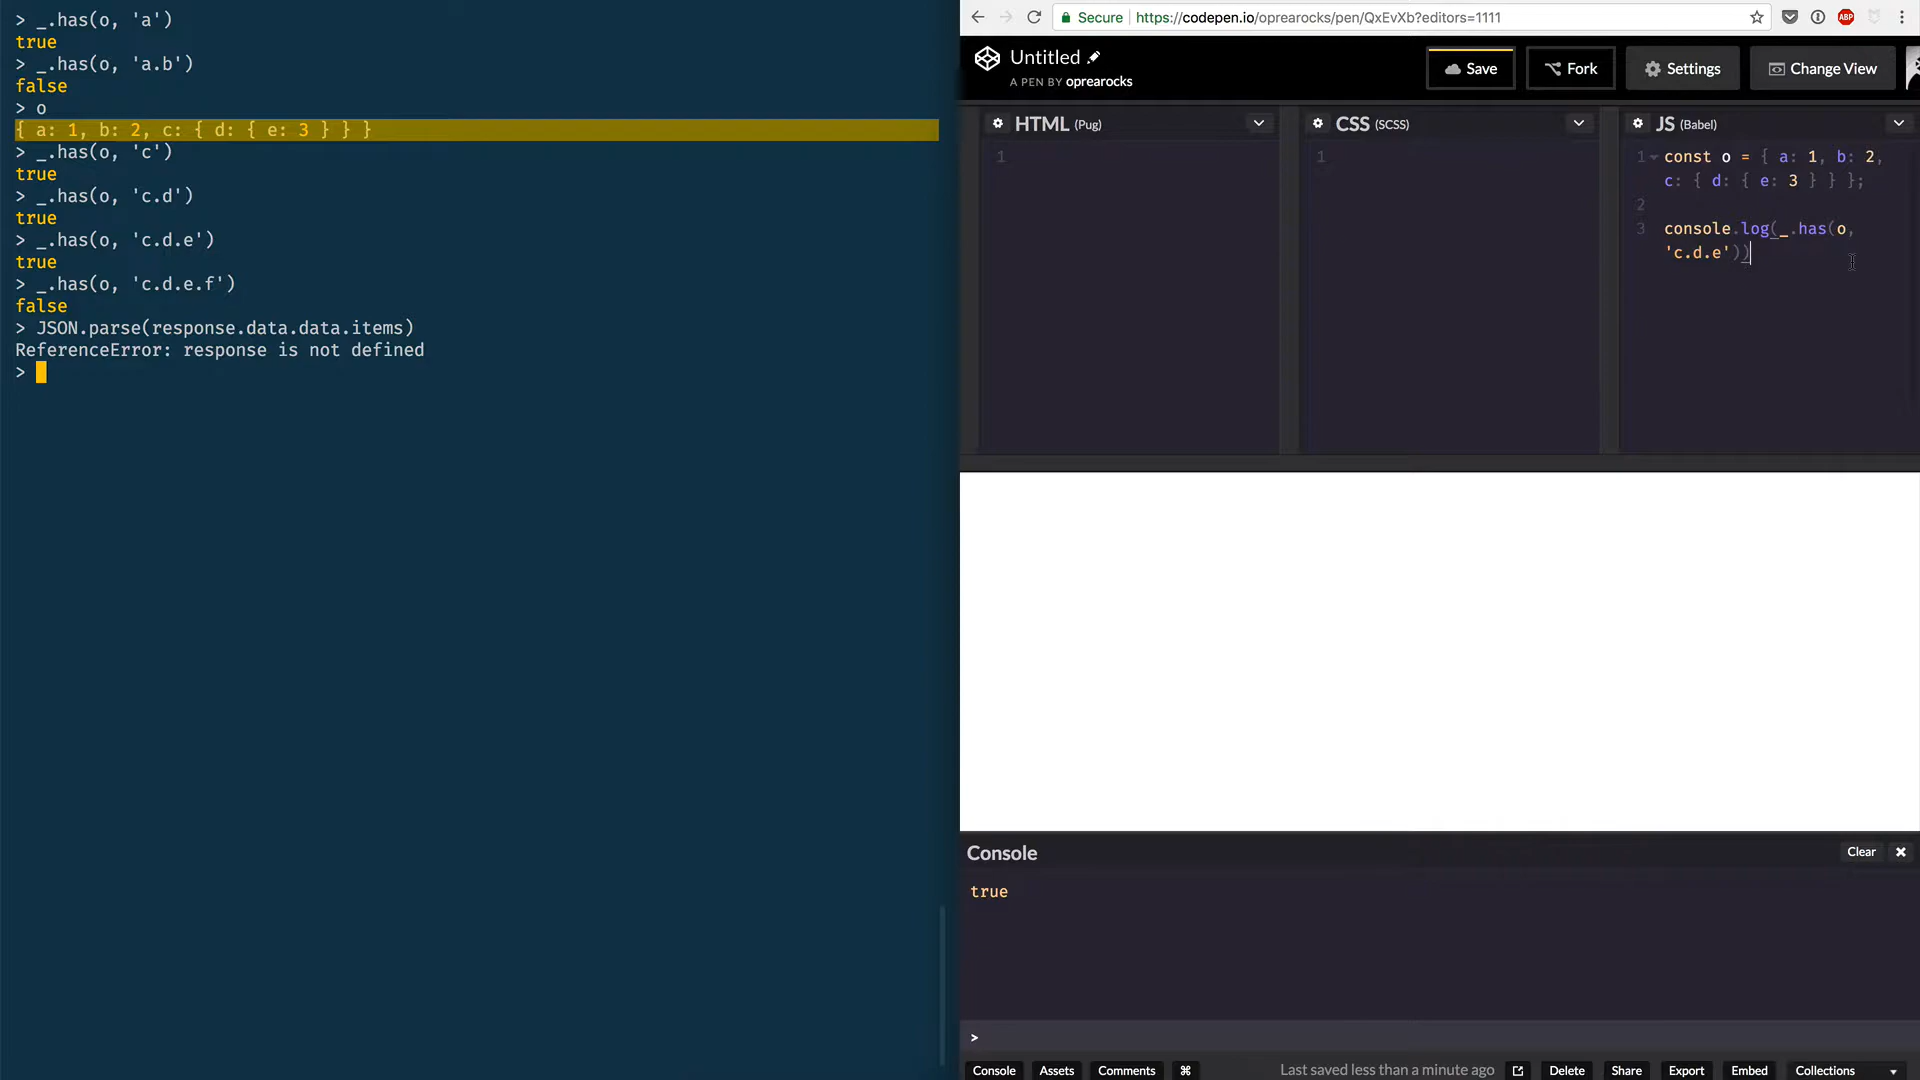 > _.has(o, 'a')
true
> _.has(o, 'a.b')
false
> o
{ a: 1, b: 2, c: { d: { e: 3 } } }
> _.has(o, 'c')
true
> _.has(o, 'c.d')
true
> _.has(o, 'c.d.e')
true
> _.has(o, 'c.d.e.f')
false
> JSON.parse(response.data.data.items)
ReferenceError: response is not defined
>
Secure https://codepen.io/oprearocks/pen/QxEvXb?editors=1111
ABP
Untitled
A PEN BY oprearocks
Save
Fork
Settings
Change View
HTML (Pug)
1
CSS (SCSS)
1
JS (Babel)
1 const o = { a: 1, b: 2,
c: { d: { e: 3 } } };
2
3 console.log(_.has(o,
'c.d.e'))
Console
Clear
true
>
Console
Assets
Comments
⌘
Last saved less than a minute ago
Delete
Share
Export
Embed
Collections